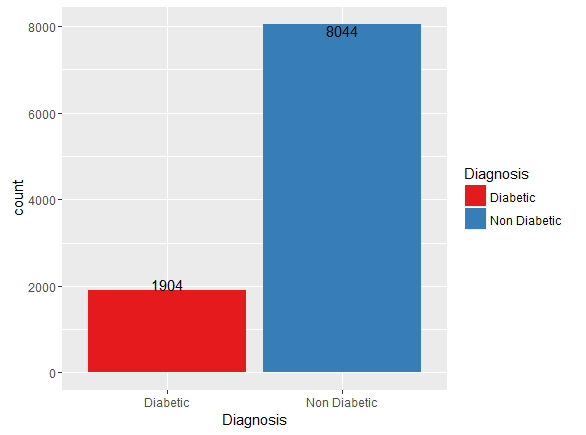 8000
6000
4000
2000
0
count
8044
1904
Diabetic
Non Diabetic
Diagnosis
Diagnosis
Diabetic
Non Diabetic